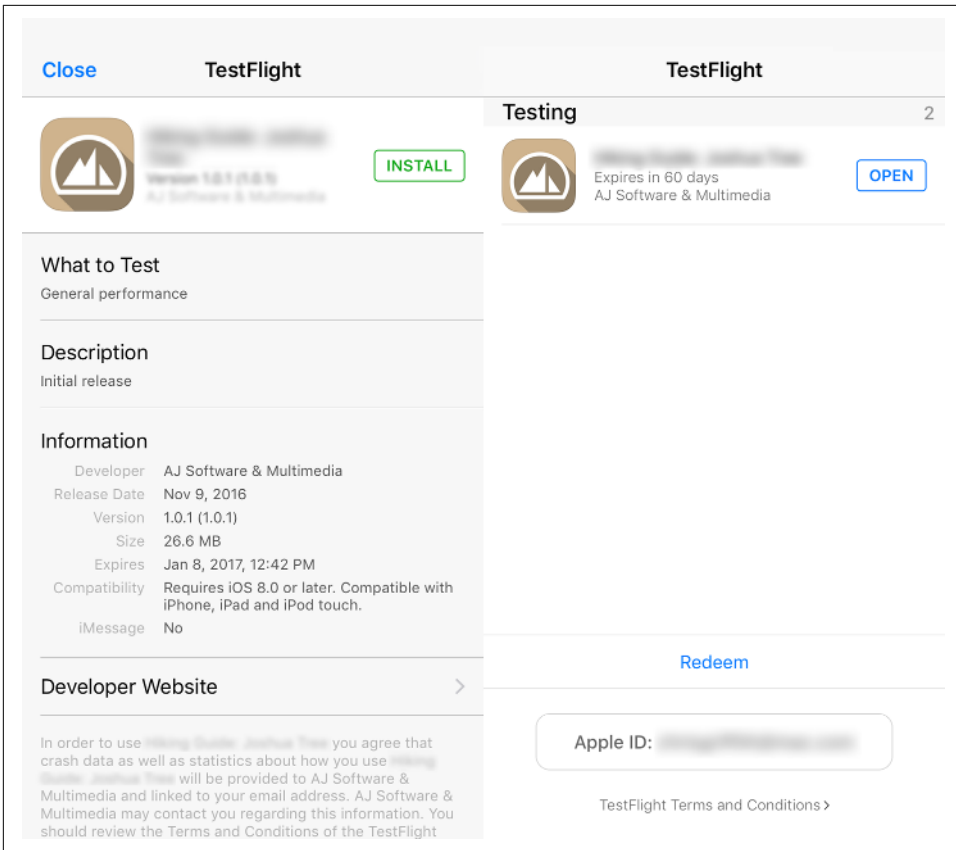 Close
TestFlight
INSTALL
What to Test
General performance
Description
Initial release
Information
Developer AJ Software & Multimedia
Release Date Nov 9, 2016
Version 1.0.1 (1.0.1)
Size 26.6 MB
Expires Jan 8, 2017, 12:42 PM
Compatibility Requires iOS 8.0 or later. Compatible with
iPhone, iPad and iPod touch.
iMessage No
Developer Website
In order to use you agree that
crash data as well as statistics about how you use
will be provided to AJ Software &
Multimedia and linked to your email address. AJ Software &
Multimedia may contact you regarding this information. You
should review the Terms and Conditions of the TestFlight
TestFlight
Testing 2
Expires in 60 days
AJ Software & Multimedia
OPEN
Redeem
Apple ID:
TestFlight Terms and Conditions >